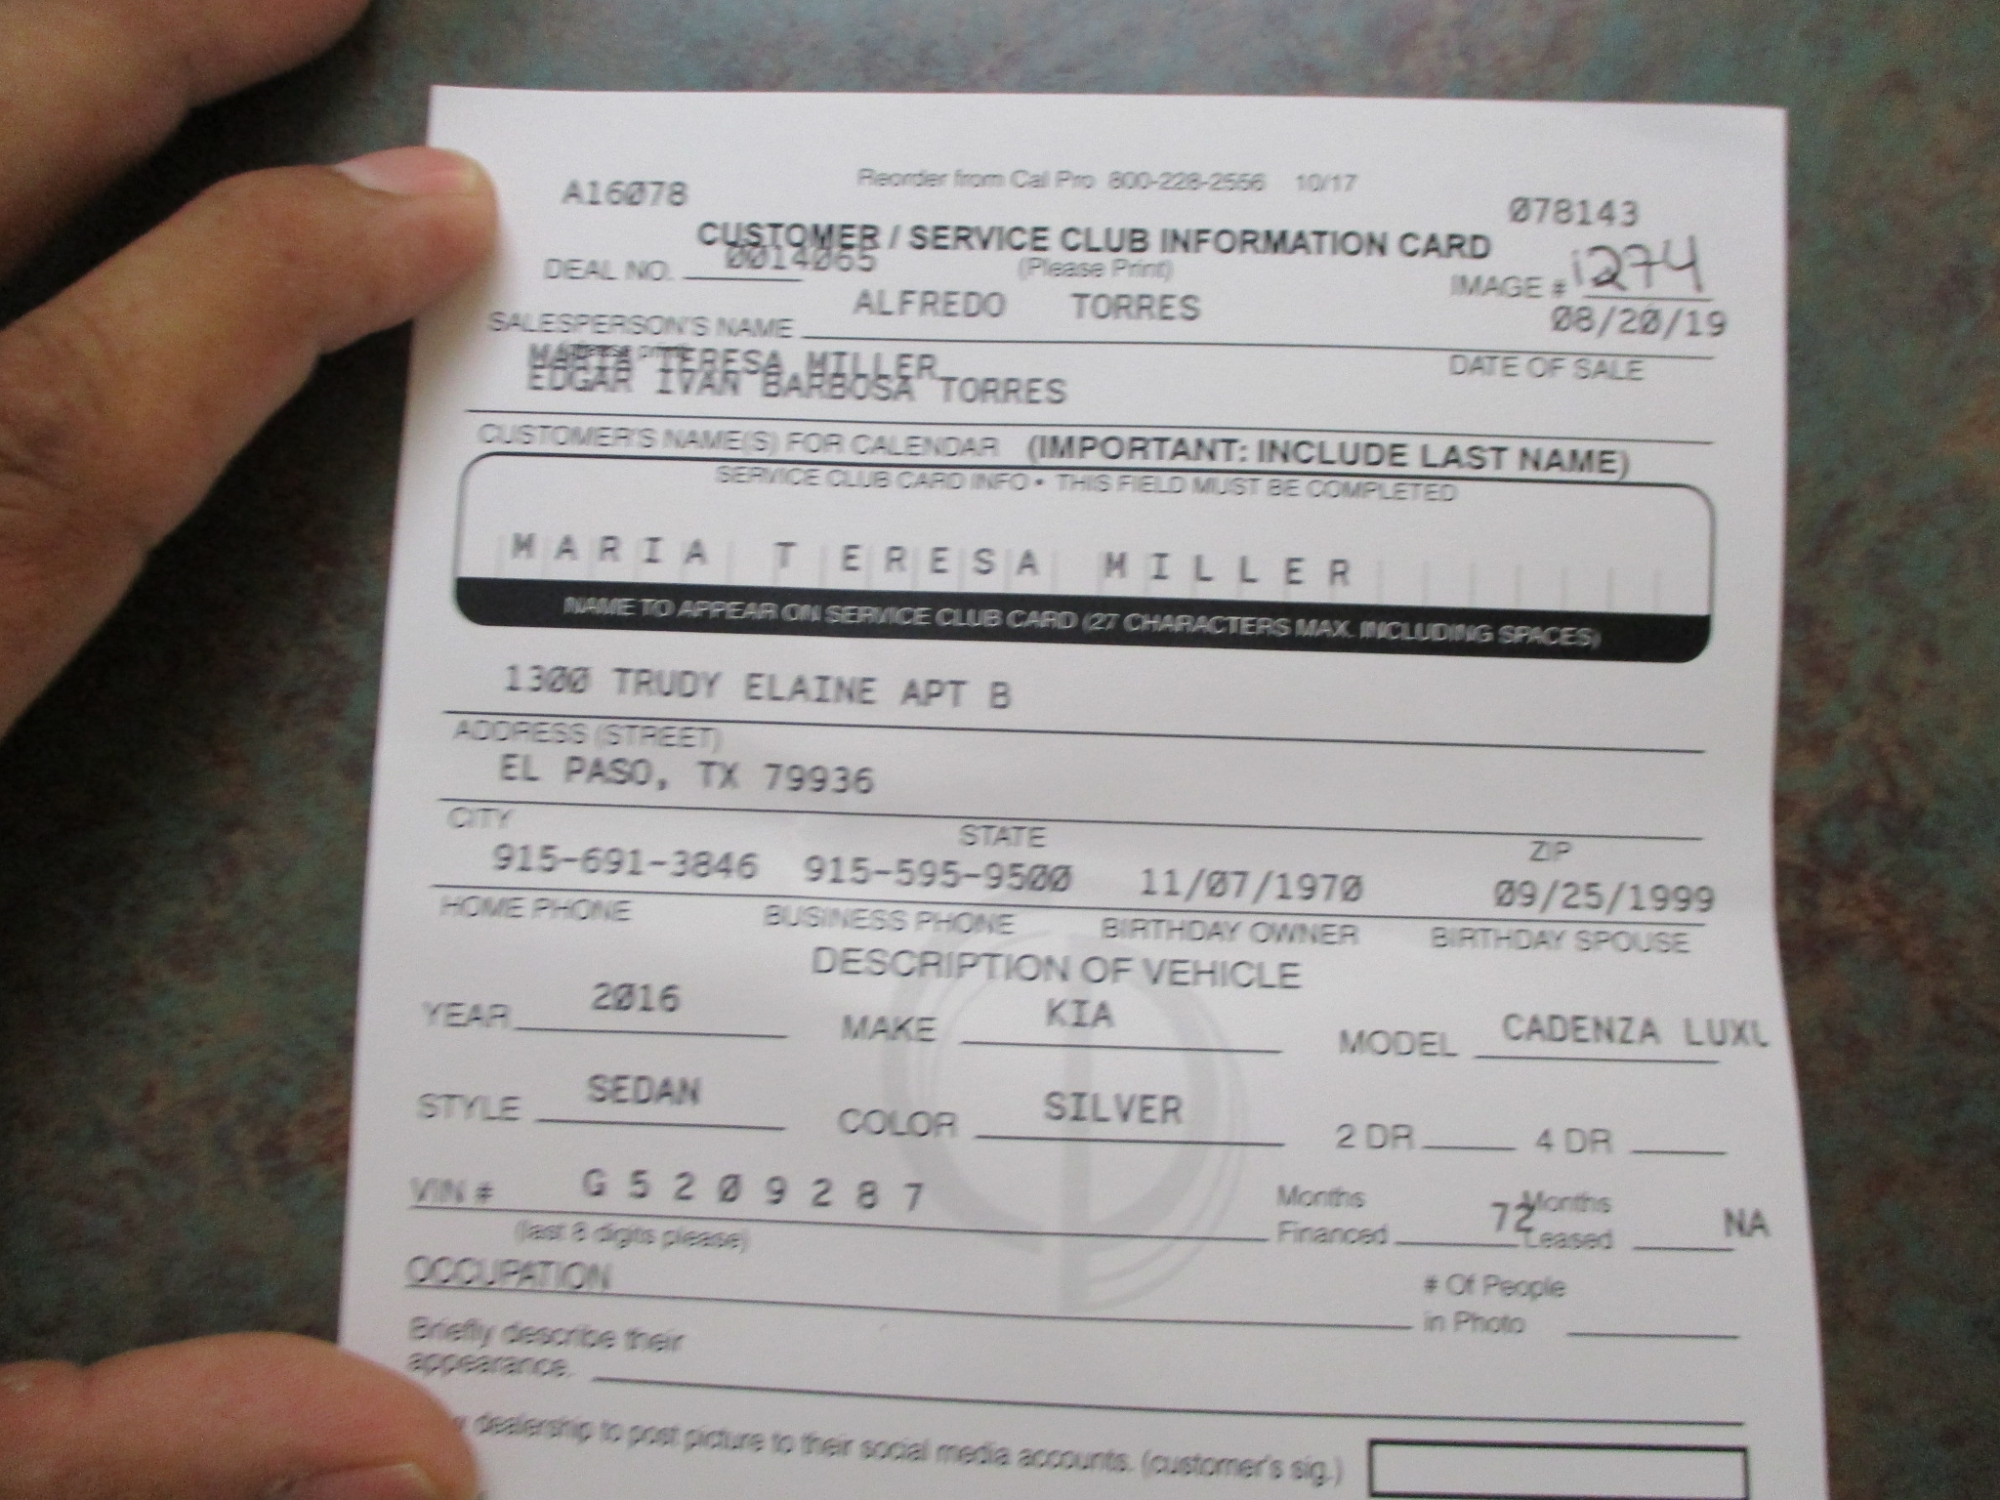 Reorder from Cal Pro 800-228-2556 10/17
A16078 078143
CUSTOMER / SERVICE CLUB INFORMATION CARD
DEAL NO. 0014065 (Please Print) IMAGE # 1274
ALFREDO TORRES 08/20/19
SALESPERSON'S NAME DATE OF SALE
MARIA TERESA MILLER
EDGAR IVAN BARBOSA TORRES
CUSTOMER'S NAME(S) FOR CALENDAR (IMPORTANT: INCLUDE LAST NAME)
SERVICE CLUB CARD INFO • THIS FIELD MUST BE COMPLETED
MARIA TERESA MILLER
NAME TO APPEAR ON SERVICE CLUB CARD (27 CHARACTERS MAX. INCLUDING SPACES)
1300 TRUDY ELAINE APT B
ADDRESS (STREET)
EL PASO, TX 79936
CITY STATE ZIP
915-691-3846 915-595-9500 11/07/1970 09/25/1999
HOME PHONE BUSINESS PHONE BIRTHDAY OWNER BIRTHDAY SPOUSE
DESCRIPTION OF VEHICLE
YEAR 2016 MAKE KIA MODEL CADENZA LUXL
STYLE SEDAN COLOR SILVER 2 DR 4 DR
VIN # G5209287 Months Financed 72 Months Leased NA
(last 8 digits please)
OCCUPATION # Of People in Photo
Briefly describe their
appearance.
dealership to post picture to their social media accounts. (customer's sig.)